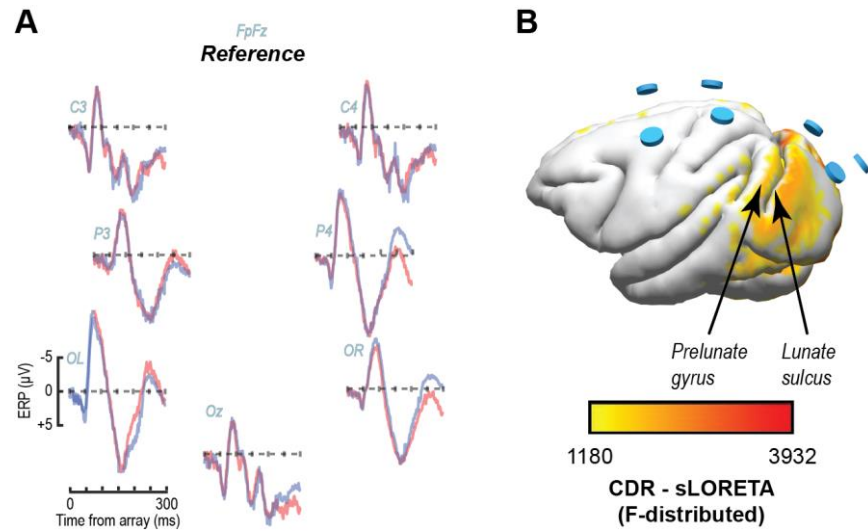 A
FpFz
Reference
C3
C4
P3
P4
OL
OR
Oz
-5
0
+5
ERP (µV)
0
300
Time from array (ms)
B
Prelunate
gyrus
Lunate
sulcus
1180
3932
CDR - sLORETA
(F-distributed)